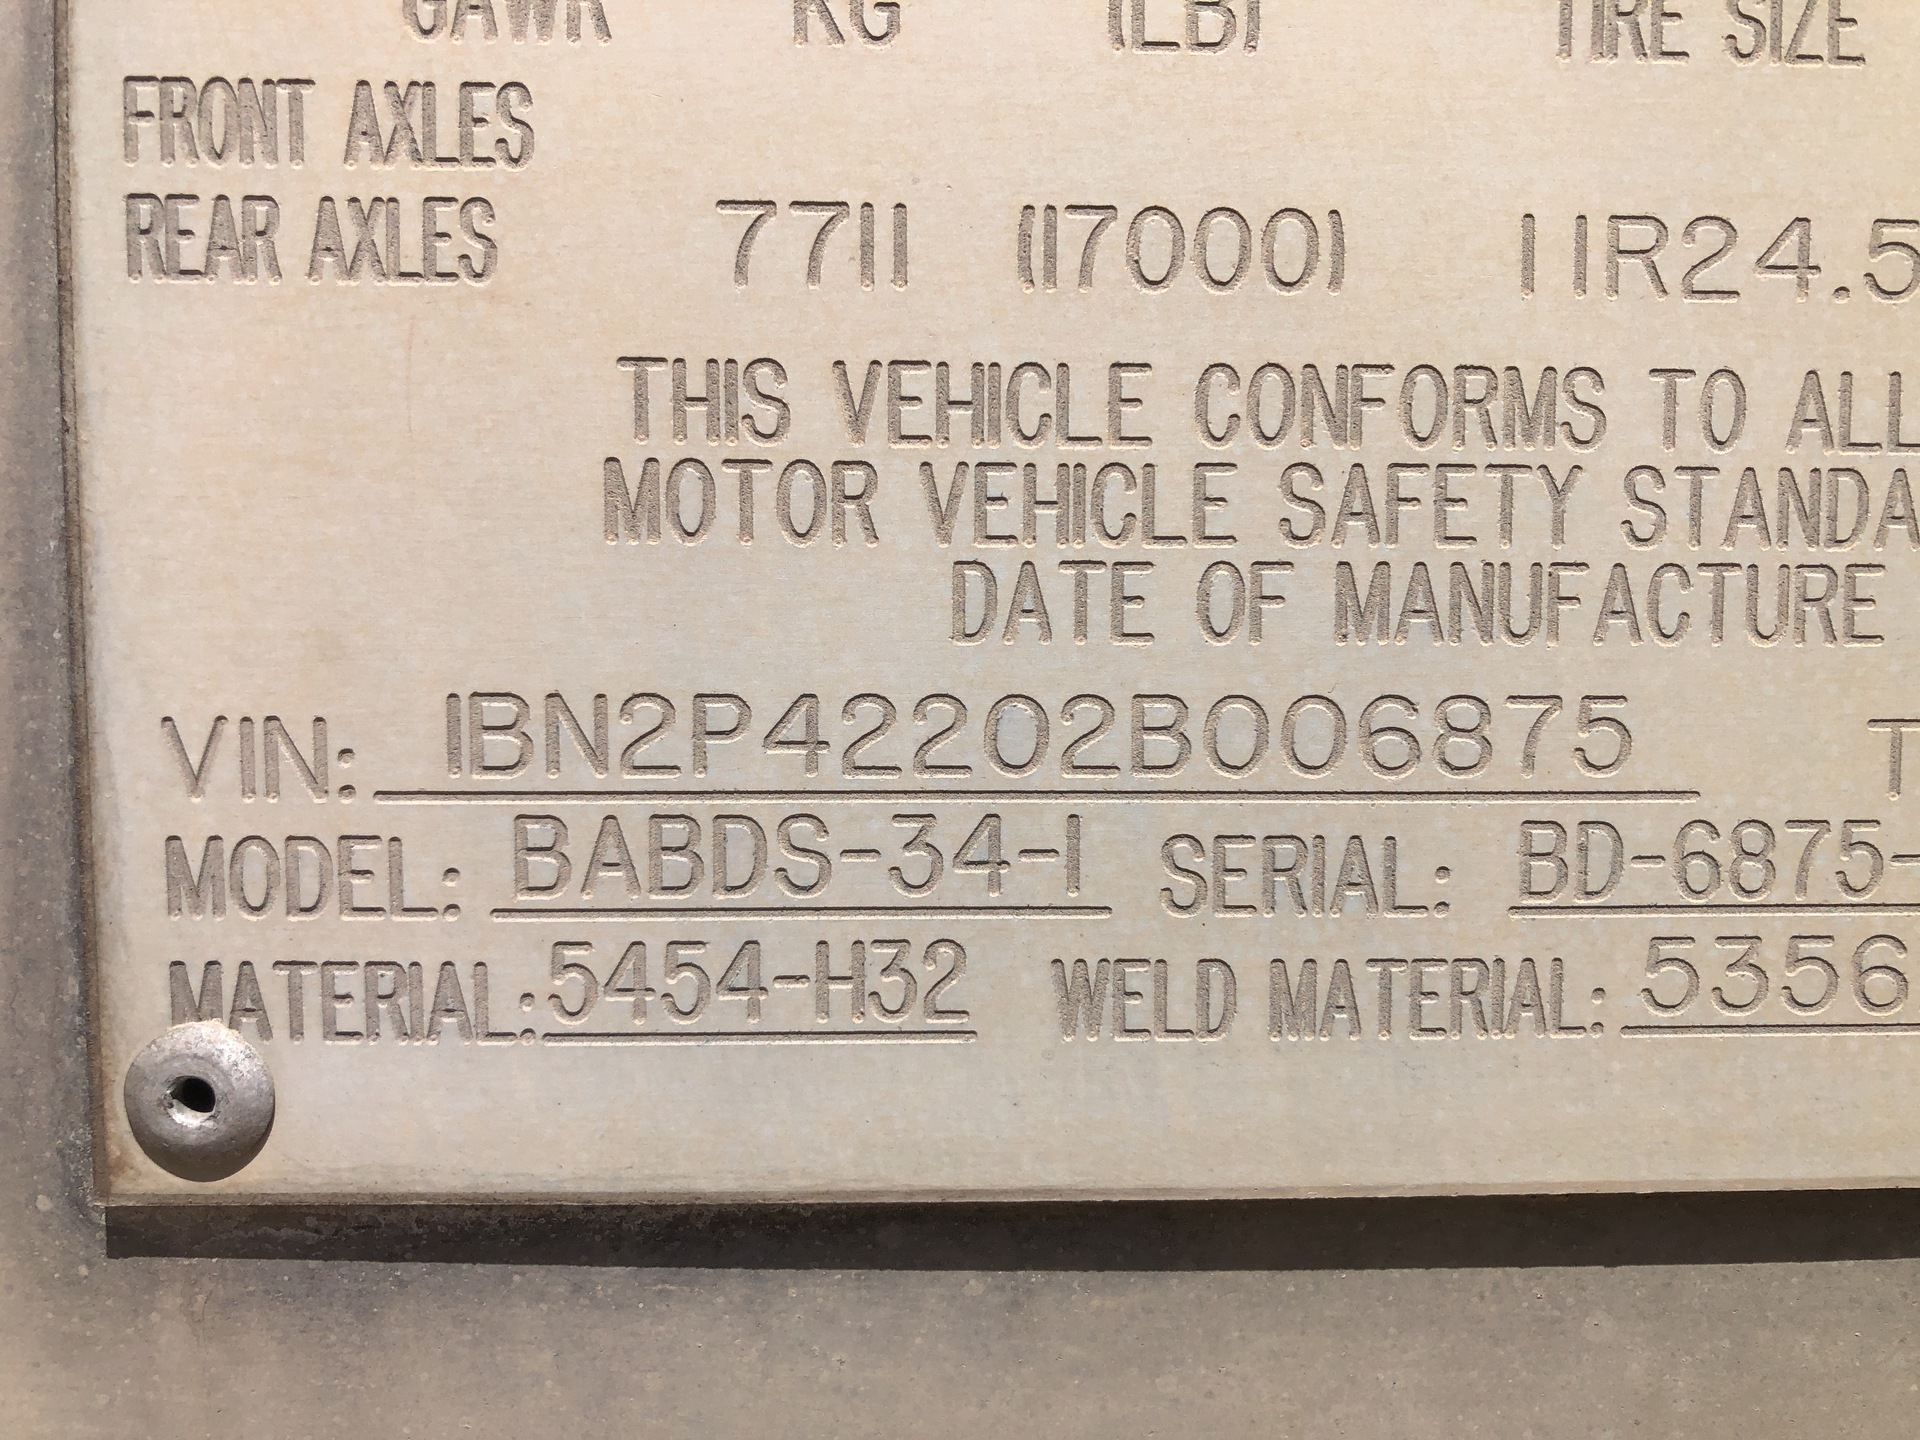 GAWR KG (LB) TIRE SIZE
FRONT AXLES
REAR AXLES 7711 (17000) 11R24.5
THIS VEHICLE CONFORMS TO ALL
MOTOR VEHICLE SAFETY STANDA
DATE OF MANUFACTURE
VIN: 1BN2P42202B006875 T
MODEL: BABDS-34-1 SERIAL: BD-6875-
MATERIAL: 5454-H32 WELD MATERIAL: 5356